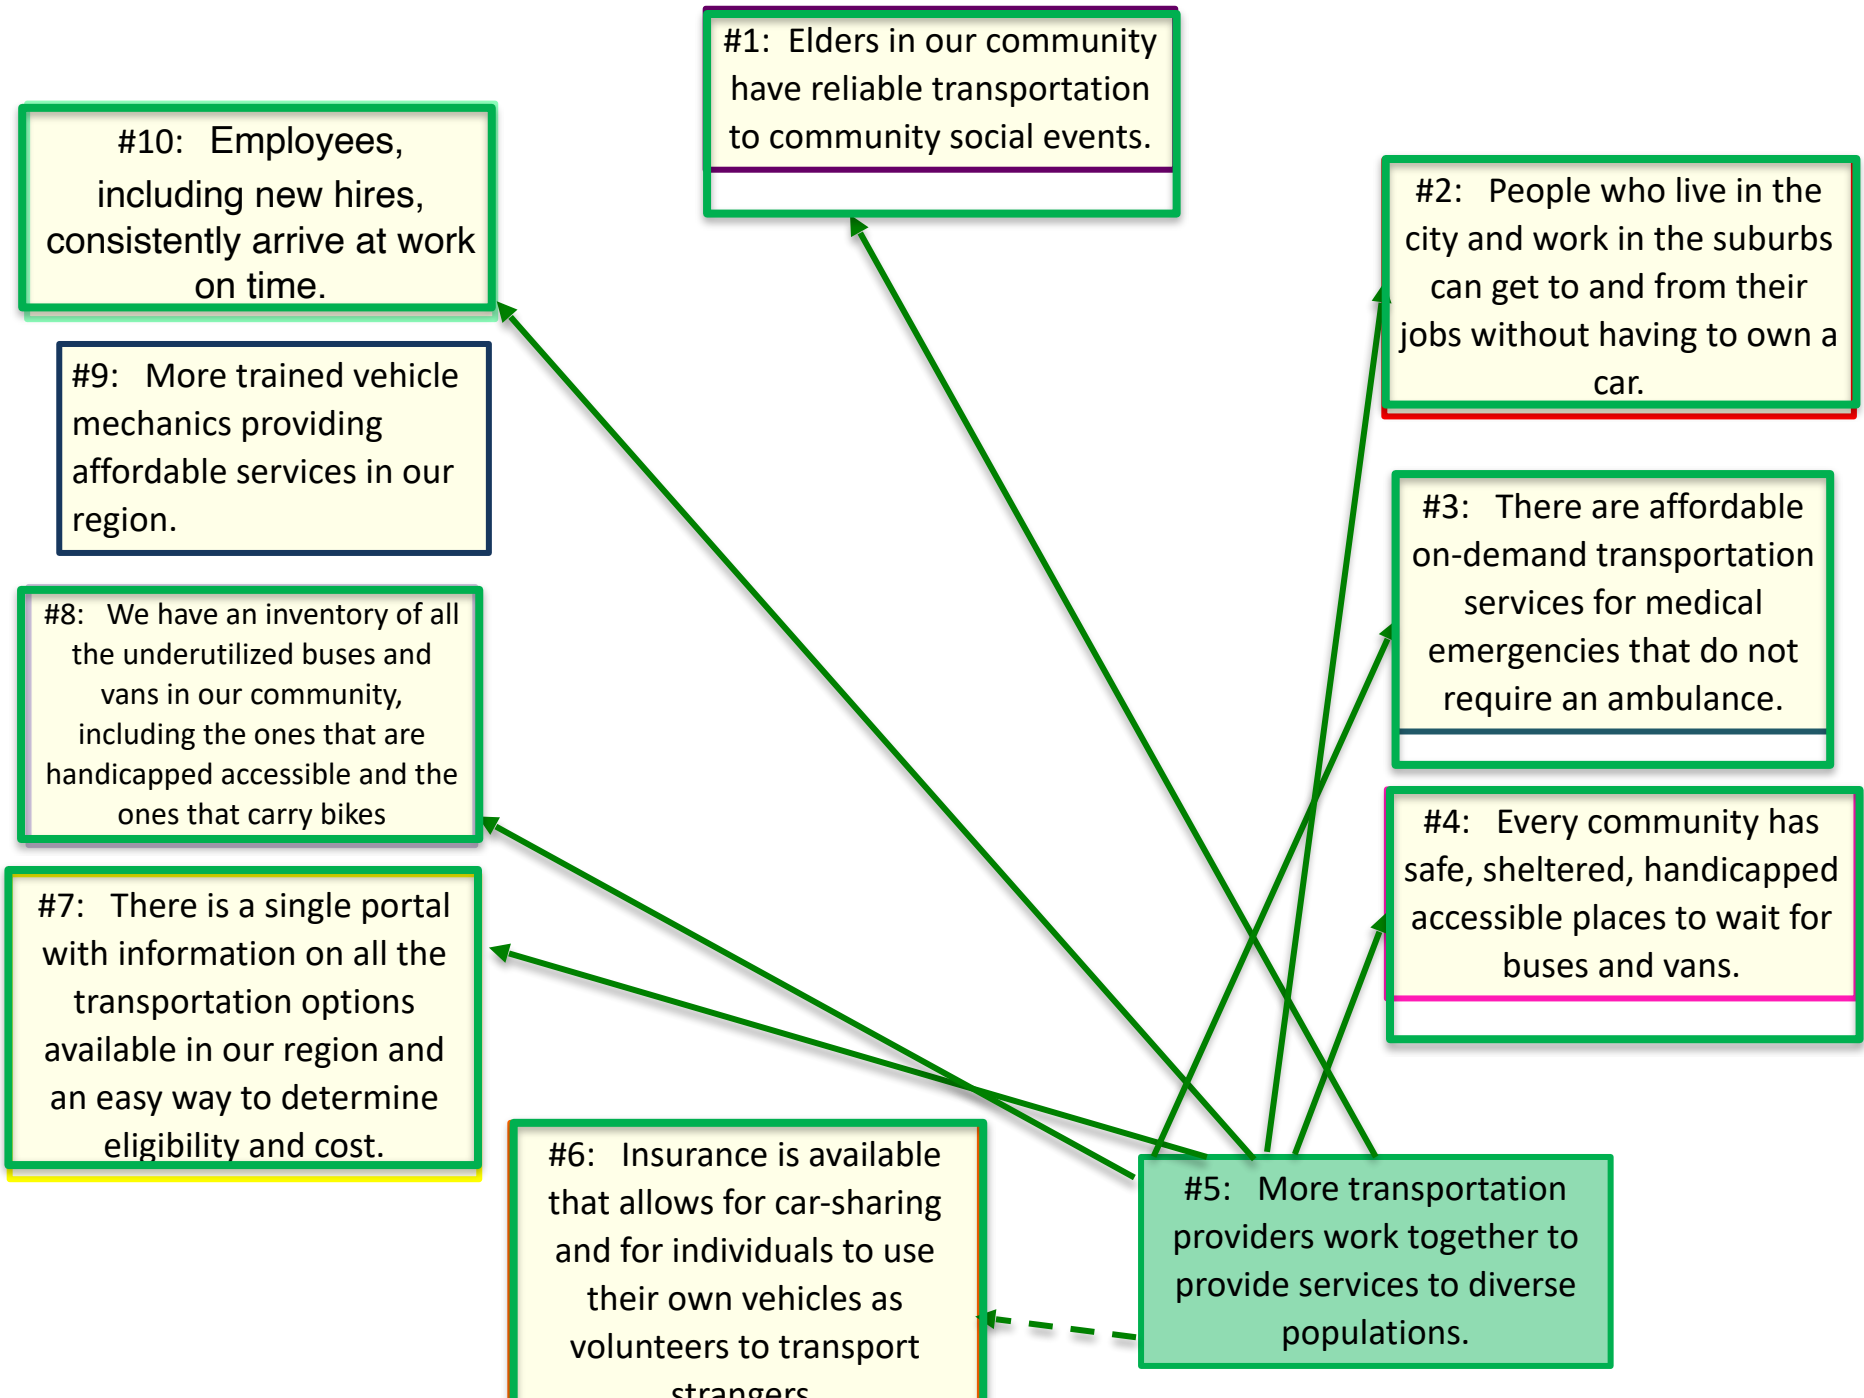 #1: Elders in our community
have reliable transportation
to community social events.
#2: People who live in the
city and work in the suburbs
can get to and from their
jobs without having to own a
car.
#3: There are affordable
on-demand transportation
services for medical
emergencies that do not
require an ambulance.
#4: Every community has
safe, sheltered, handicapped
accessible places to wait for
buses and vans.
#5: More transportation
providers work together to
provide services to diverse
populations.
#6: Insurance is available
that allows for car-sharing
and for individuals to use
their own vehicles as
volunteers to transport
strangers
#7: There is a single portal
with information on all the
transportation options
available in our region and
an easy way to determine
eligibility and cost.
#8: We have an inventory of all
the underutilized buses and
vans in our community,
including the ones that are
handicapped accessible and the
ones that carry bikes
#9: More trained vehicle
mechanics providing
affordable services in our
region.
#10: Employees,
including new hires,
consistently arrive at work
on time.